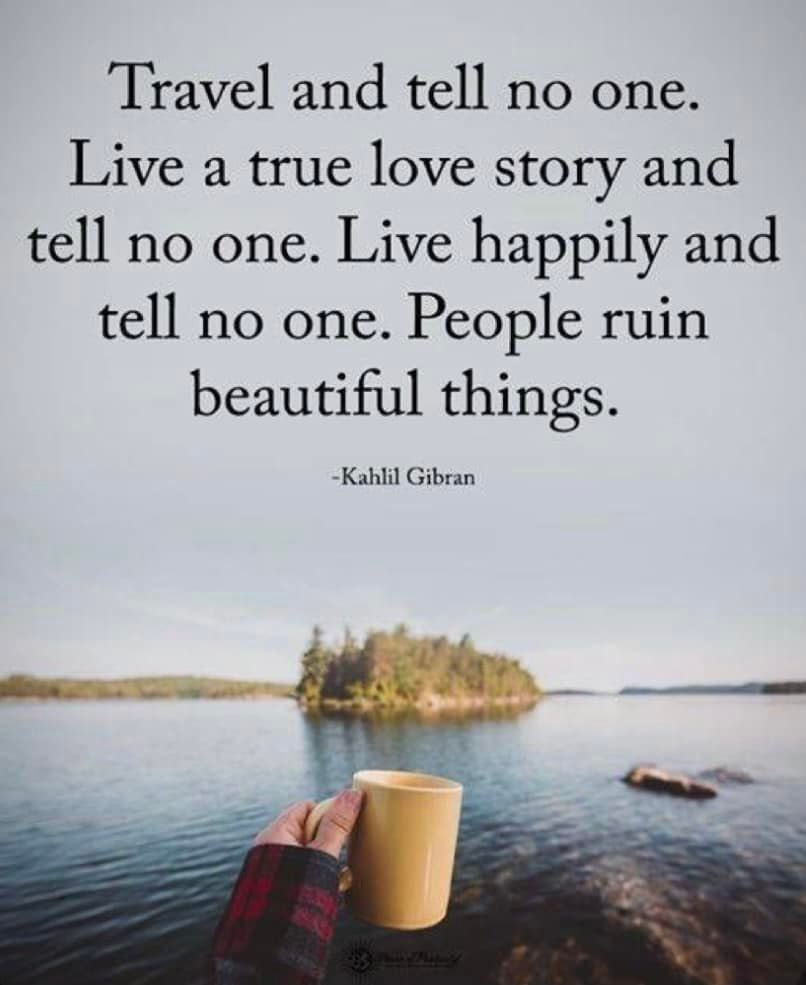 Travel and tell no one.
Live a true love story and
tell no one. Live happily and
tell no one. People ruin
beautiful things.
-Kahlil Gibran